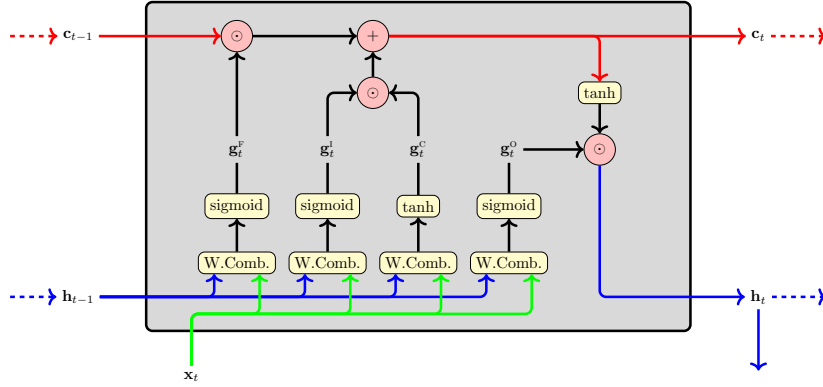 c_{t−1} ⊙ + c_t
⊙ tanh
g_t^F g_t^I g_t^C g_t^O ⊙
sigmoid sigmoid tanh sigmoid
W.Comb. W.Comb. W.Comb. W.Comb.
h_{t−1} h_t
x_t